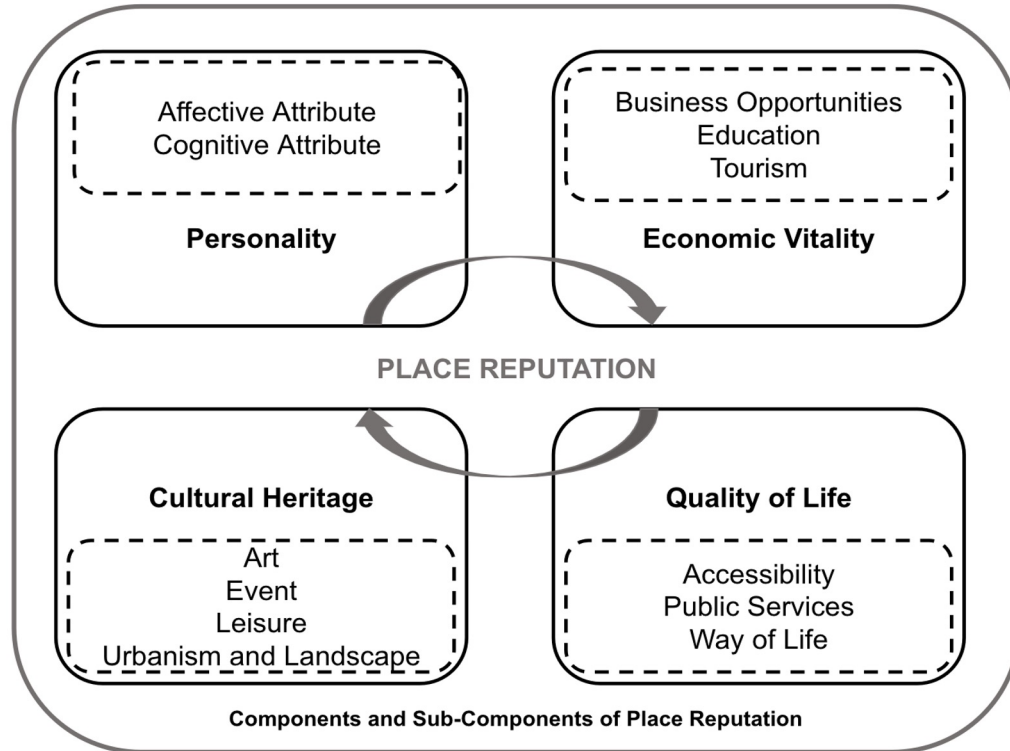 Affective Attribute
Cognitive Attribute
Personality
Business Opportunities
Education
Tourism
Economic Vitality
PLACE REPUTATION
Cultural Heritage
Art
Event
Leisure
Urbanism and Landscape
Quality of Life
Accessibility
Public Services
Way of Life
Components and Sub-Components of Place Reputation